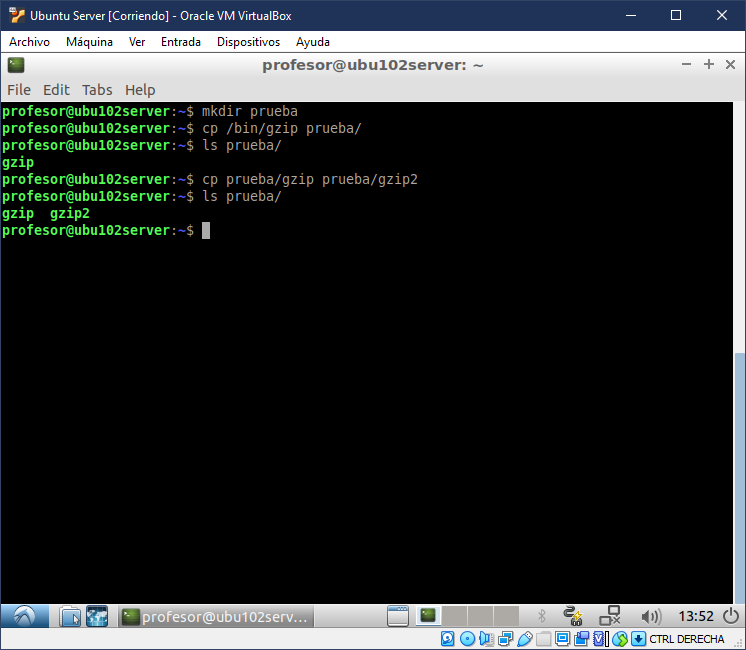 Ubuntu Server [Corriendo] - Oracle VM VirtualBox
Archivo Máquina Ver Entrada Dispositivos Ayuda
profesor@ubu102server: ~
File Edit Tabs Help
profesor@ubu102server:~$ mkdir prueba
profesor@ubu102server:~$ cp /bin/gzip prueba/
profesor@ubu102server:~$ ls prueba/
gzip
profesor@ubu102server:~$ cp prueba/gzip prueba/gzip2
profesor@ubu102server:~$ ls prueba/
gzip gzip2
profesor@ubu102server:~$
profesor@ubu102serv... 13:52
CTRL DERECHA